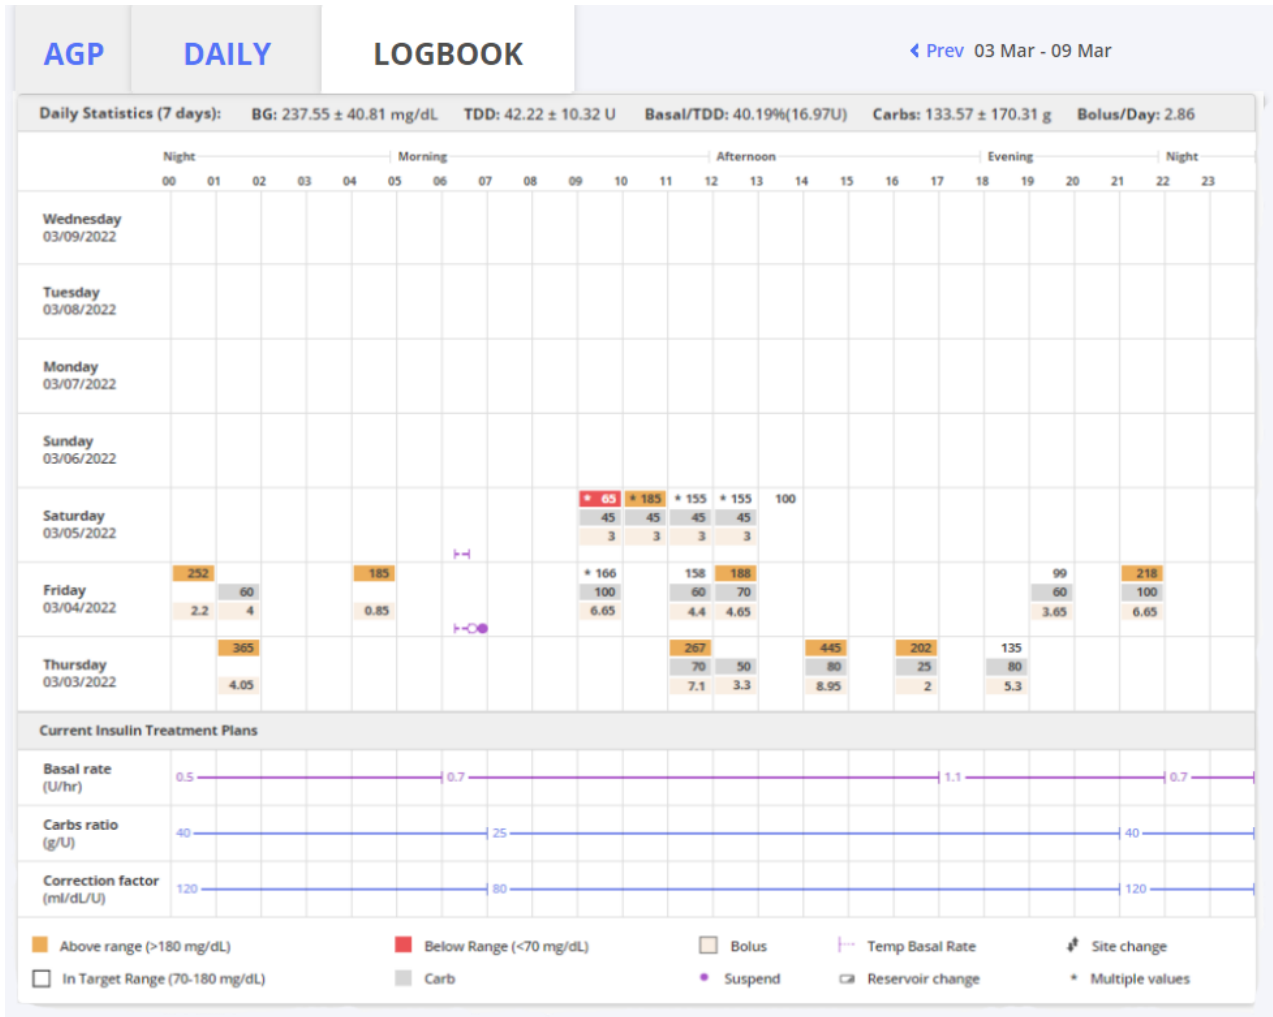 AGP DAILY LOGBOOK Prev 03 Mar - 09 Mar
Daily Statistics (7 days): BG: 237.55 ± 40.81 mg/dL TDD: 42.22 ± 10.32 U Basal/TDD: 40.19%(16.97U) Carbs: 133.57 ± 170.31 g Bolus/Day: 2.86
Night Morning Afternoon Evening Night
00 01 02 03 04 05 06 07 08 09 10 11 12 13 14 15 16 17 18 19 20 21 22 23
Wednesday
03/09/2022
Tuesday
03/08/2022
Monday
03/07/2022
Sunday
03/06/2022
* 65 * 185 * 155 * 155 100
Saturday 45 45 45 45
03/05/2022 3 3 3 3
252 185 * 166 158 188 99 218
Friday 60 100 60 70 60 100
03/04/2022 2.2 4 0.85 6.65 4.4 4.65 3.65 6.65
365 267 445 202 135
Thursday 70 50 80 25 80
03/03/2022 4.05 7.1 3.3 8.95 2 5.3
Current Insulin Treatment Plans
Basal rate
(U/hr) 0.5 0.7 1.1 0.7
Carbs ratio
(g/U) 40 25 40
Correction factor
(ml/dL/U) 120 80 120
Above range (>180 mg/dL) Below Range (<70 mg/dL) Bolus Temp Basal Rate Site change
In Target Range (70-180 mg/dL) Carb Suspend Reservoir change * Multiple values